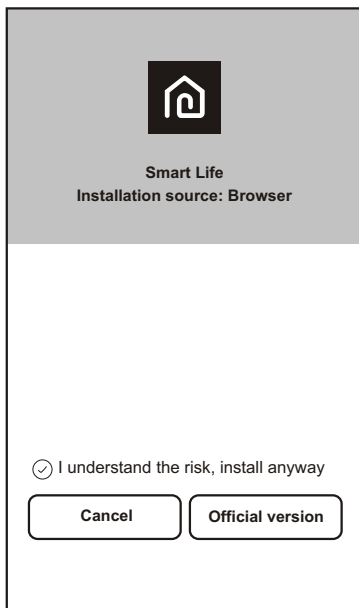 Smart Life
Installation source: Browser
I understand the risk, install anyway
Cancel
Official version